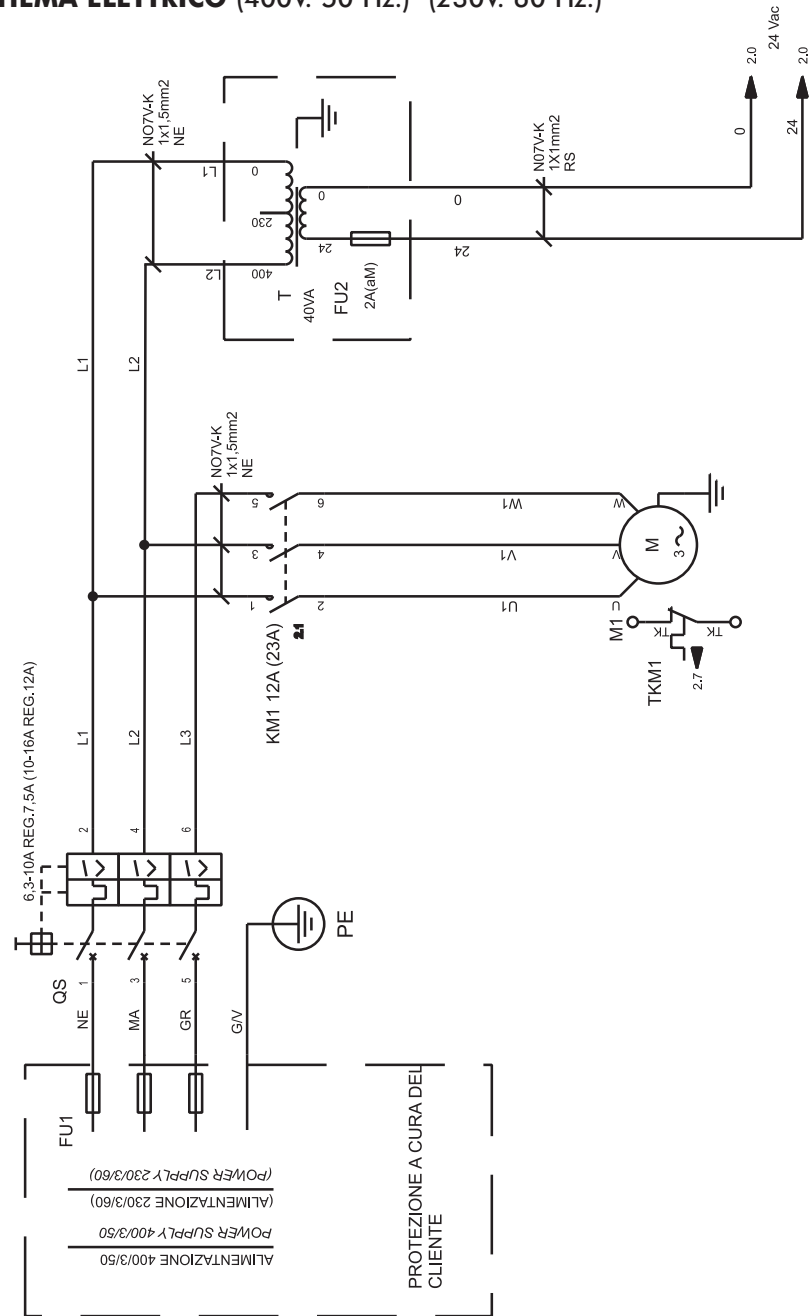 HEMA ELETTRICO (400V. 50 Hz.) (230V. 60 Hz.)
24 Vac
2.0
2.0
0
24
NO7V-K
1x1,5mm2
NE
L1
0
230
L2
400
T
40VA
0
24
FU2
2A(aM)
0
24
N07V-K
1X1mm2
RS
L1
L2
NO7V-K
1x1,5mm2
NE
5
6
W1
W
3
4
V1
V
1
2
U1
U
KM1 12A (23A)
2.1
M
3
M1
TK
TK
TKM1
2.7
6,3-10A REG.7,5A (10-16A REG.12A)
L1
L2
L3
2
4
6
QS
1
3
5
NE
MA
GR
G/V
PE
FU1
ALIMENTAZIONE 400/3/50
POWER SUPPLY 400/3/50
(ALIMENTAZIONE 230/3/60)
(POWER SUPPLY 230/3/60)
PROTEZIONE A CURA DEL
CLIENTE